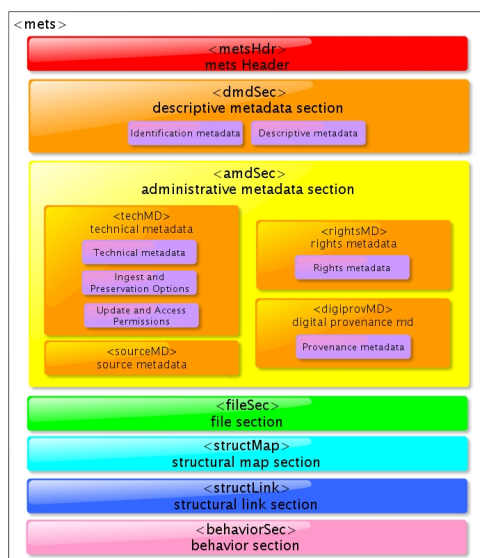 <mets>
<metsHdr>
mets Header
<dmdSec>
descriptive metadata section
Identification metadata
Descriptive metadata
<amdSec>
administrative metadata section
<techMD>
technical metadata
Technical metadata
Ingest and
Preservation Options
Update and Access
Permissions
<sourceMD>
source metadata
<rightsMD>
rights metadata
Rights metadata
<digiprovMD>
digital provenance md
Provenance metadata
<fileSec>
file section
<structMap>
structural map section
<structLink>
structural link section
<behaviorSec>
behavior section